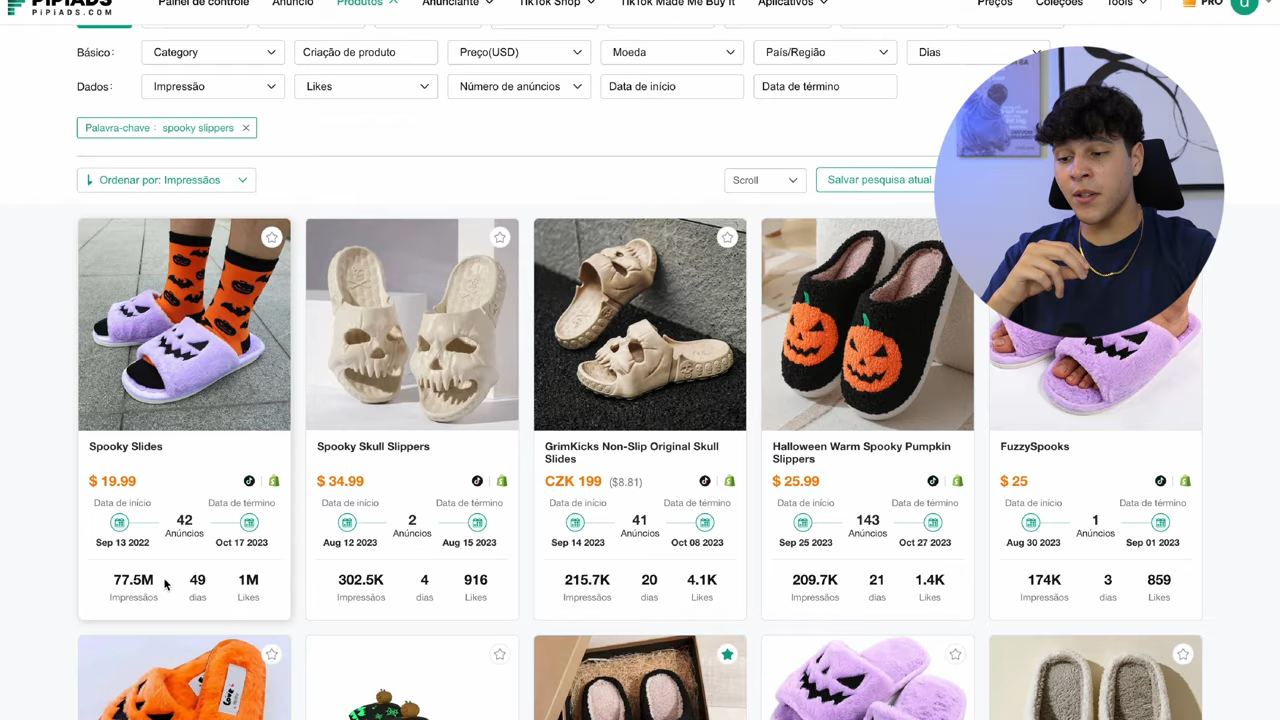 PIPIADS
PIPIADS.COM
Painel de controle
Anúncio
Produtos
Anunciante
TikTok Shop
TikTok Made Me Buy It
Aplicativos
Preços
Coleções
Tools
PRO
u
Básico :
Category
Criação de produto
Preço(USD)
Moeda
País/Região
Dias
Dados :
Impressão
Likes
Número de anúncios
Data de início
Data de término
Palavra-chave : spooky slippers
Ordenar por: Impressãos
Scroll
Salvar pesquisa atual
Spooky Slides
$ 19.99
Data de início
Data de término
42
Anúncios
Sep 13 2022
Oct 17 2023
77.5M
49
1M
Impressãos
dias
Likes
Spooky Skull Slippers
$ 34.99
Data de início
Data de término
2
Anúncios
Aug 12 2023
Aug 15 2023
302.5K
4
916
Impressãos
dias
Likes
GrimKicks Non-Slip Original Skull
Slides
CZK 199 ($8.81)
Data de início
Data de término
41
Anúncios
Sep 14 2023
Oct 08 2023
215.7K
20
4.1K
Impressãos
dias
Likes
Halloween Warm Spooky Pumpkin
Slippers
$ 25.99
Data de início
Data de término
143
Anúncios
Sep 25 2023
Oct 27 2023
209.7K
21
1.4K
Impressãos
dias
Likes
FuzzySpooks
$ 25
Data de início
Data de término
1
Anúncios
Aug 30 2023
Sep 01 2023
174K
3
859
Impressãos
dias
Likes
Love